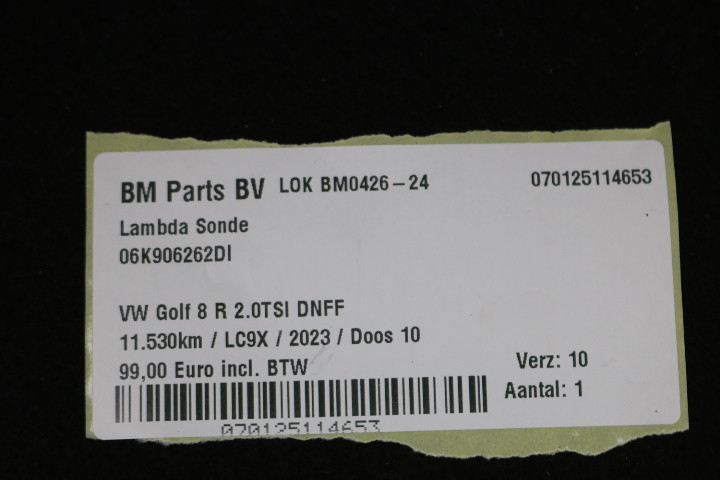 BM Parts BV LOK BM0426-24 070125114653
Lambda Sonde
06K906262DI
VW Golf 8 R 2.0TSI DNFF
11.530km / LC9X / 2023 / Doos 10
99,00 Euro incl. BTW
Verz: 10
Aantal: 1
070125114653